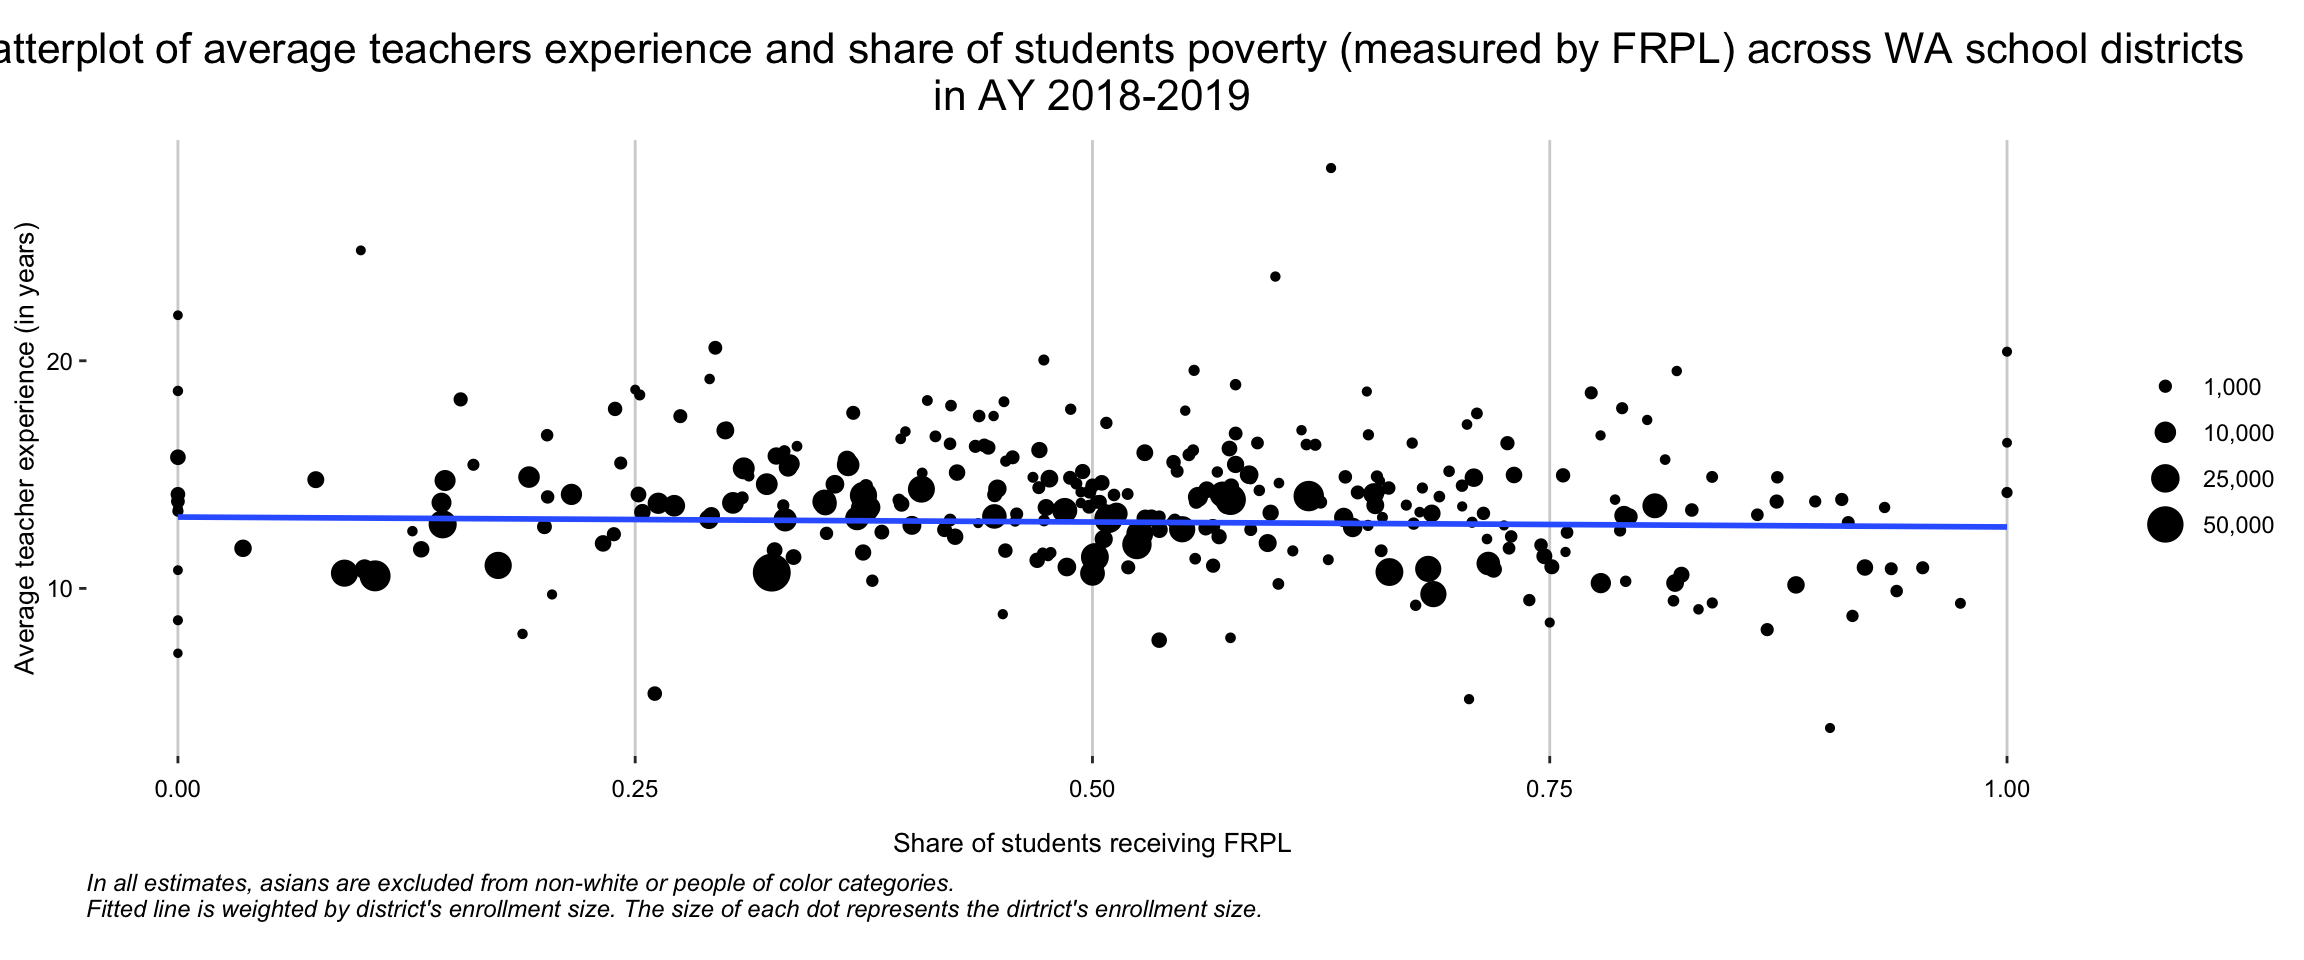 atterplot of average teachers experience and share of students poverty (measured by FRPL) across WA school districts
in AY 2018-2019
Average teacher experience (in years)
20
10
1,000
10,000
25,000
50,000
0.00
0.25
0.50
0.75
1.00
Share of students receiving FRPL
In all estimates, asians are excluded from non-white or people of color categories.
Fitted line is weighted by district's enrollment size. The size of each dot represents the dirtrict's enrollment size.